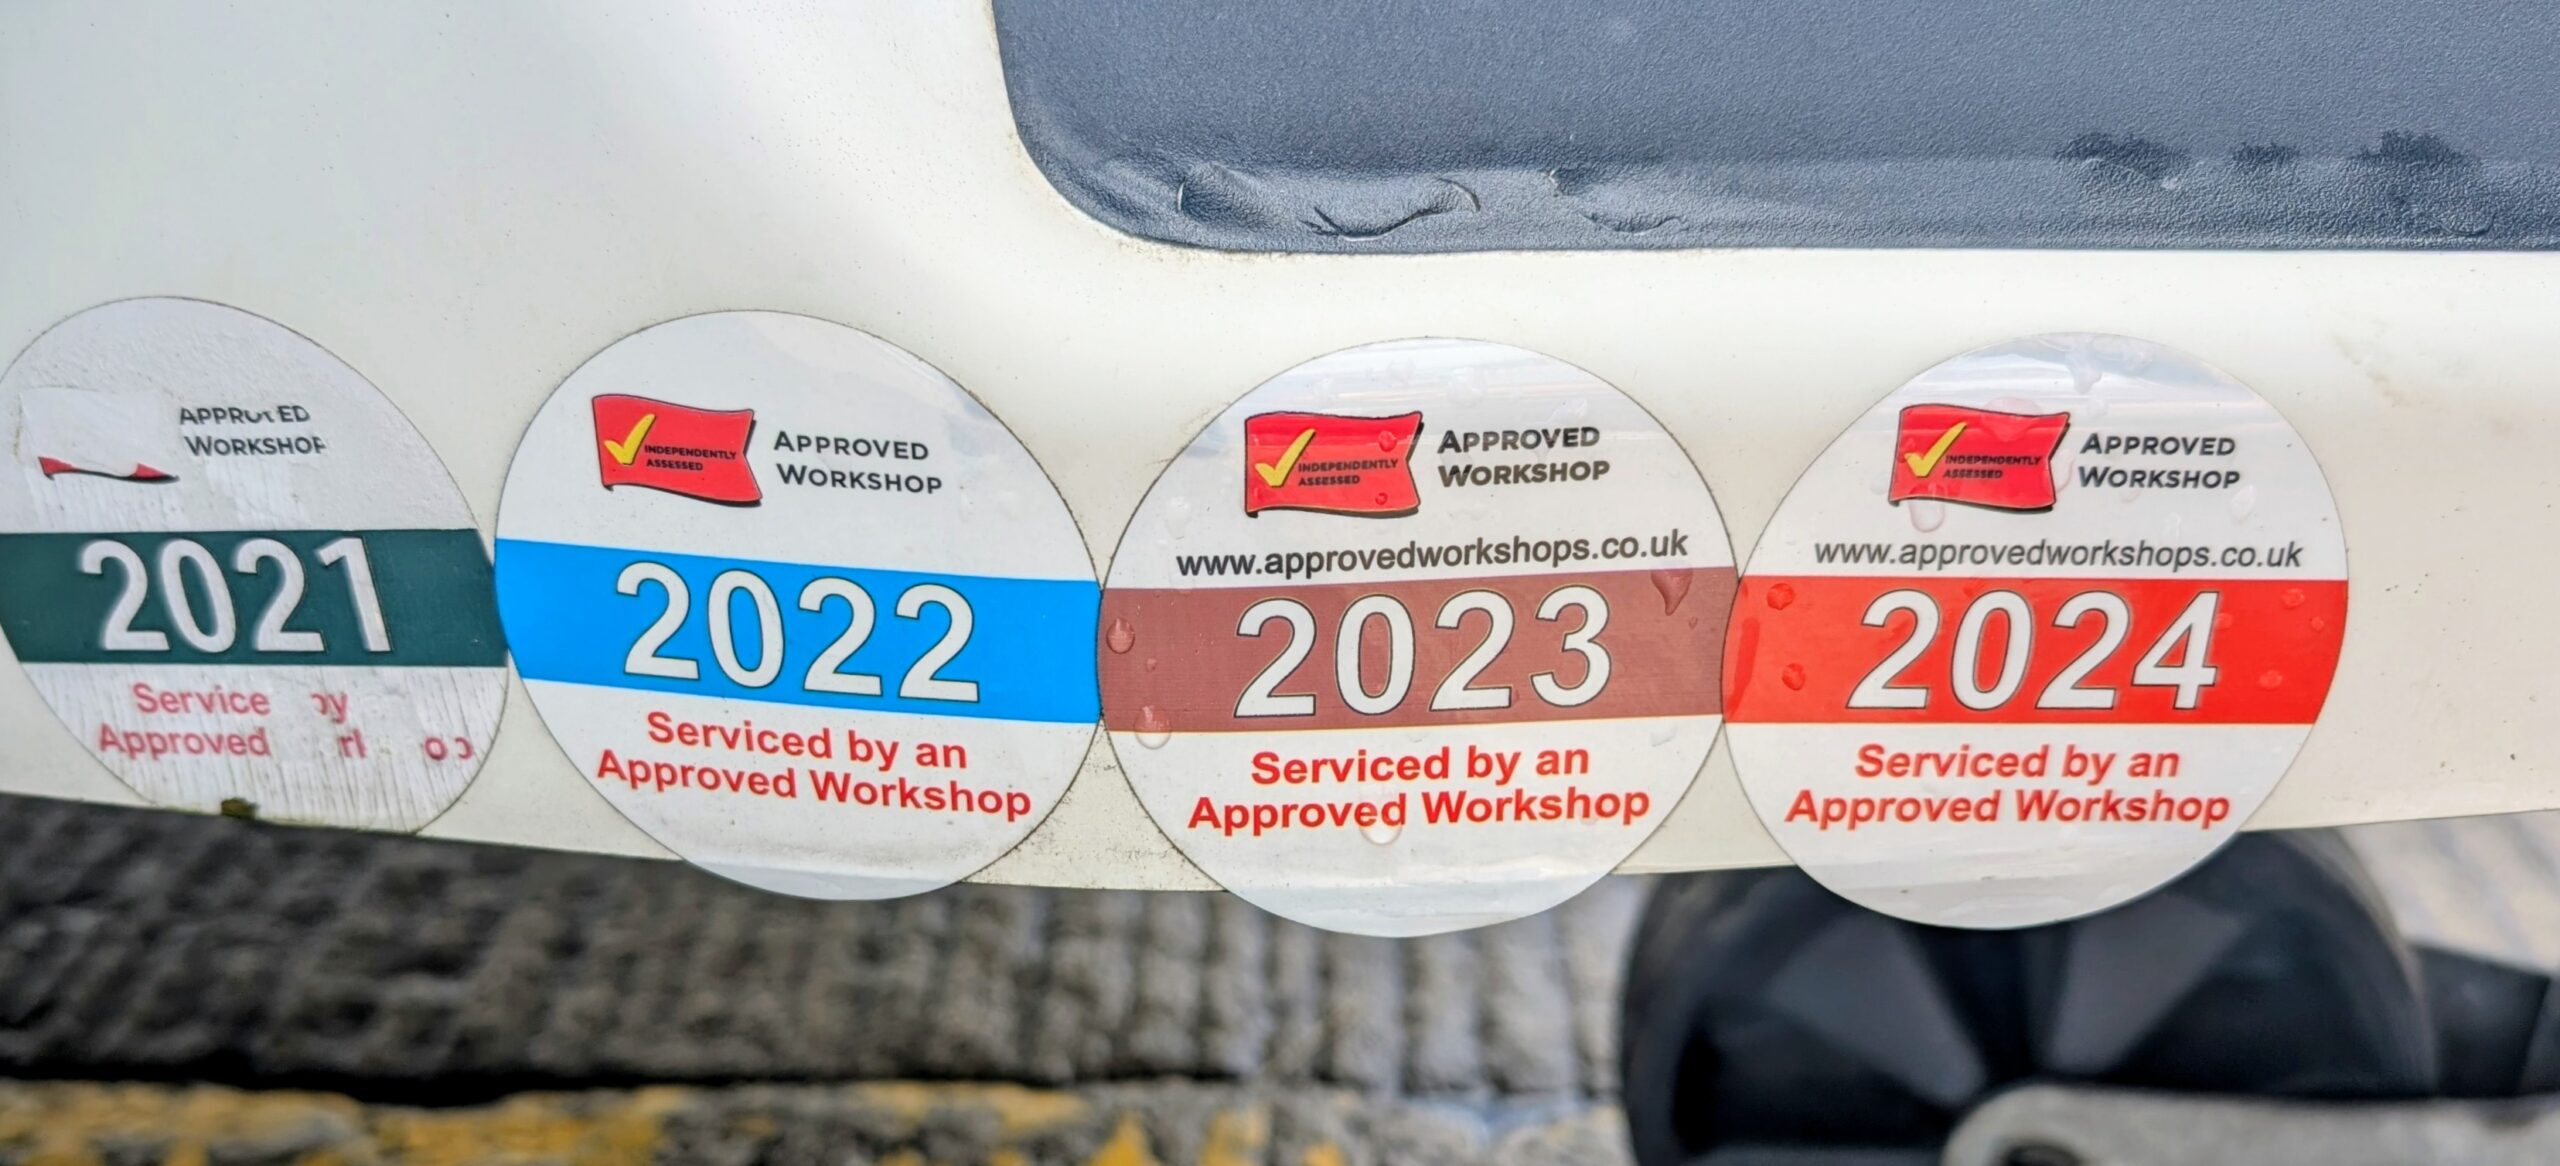 WORKSHOP
2021
Service
Approved
INDEPENDENTLY
ASSESSED
APPROVED
WORKSHOP
2022
Serviced by an
Approved Workshop
INDEPENDENTLY
ASSESSED
APPROVED
WORKSHOP
www.approvedworkshops.co.uk
2023
Serviced by an
Approved Workshop
INDEPENDENTLY
ASSESSED
APPROVED
WORKSHOP
www.approvedworkshops.co.uk
2024
Serviced by an
Approved Workshop